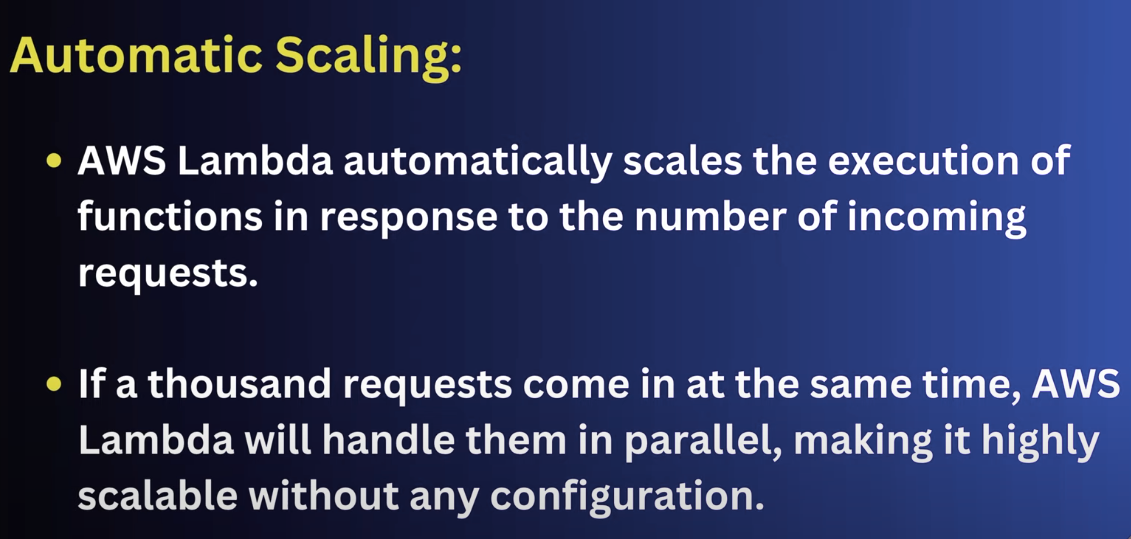 Automatic Scaling:
• AWS Lambda automatically scales the execution of
functions in response to the number of incoming
requests.
• If a thousand requests come in at the same time, AWS
Lambda will handle them in parallel, making it highly
scalable without any configuration.